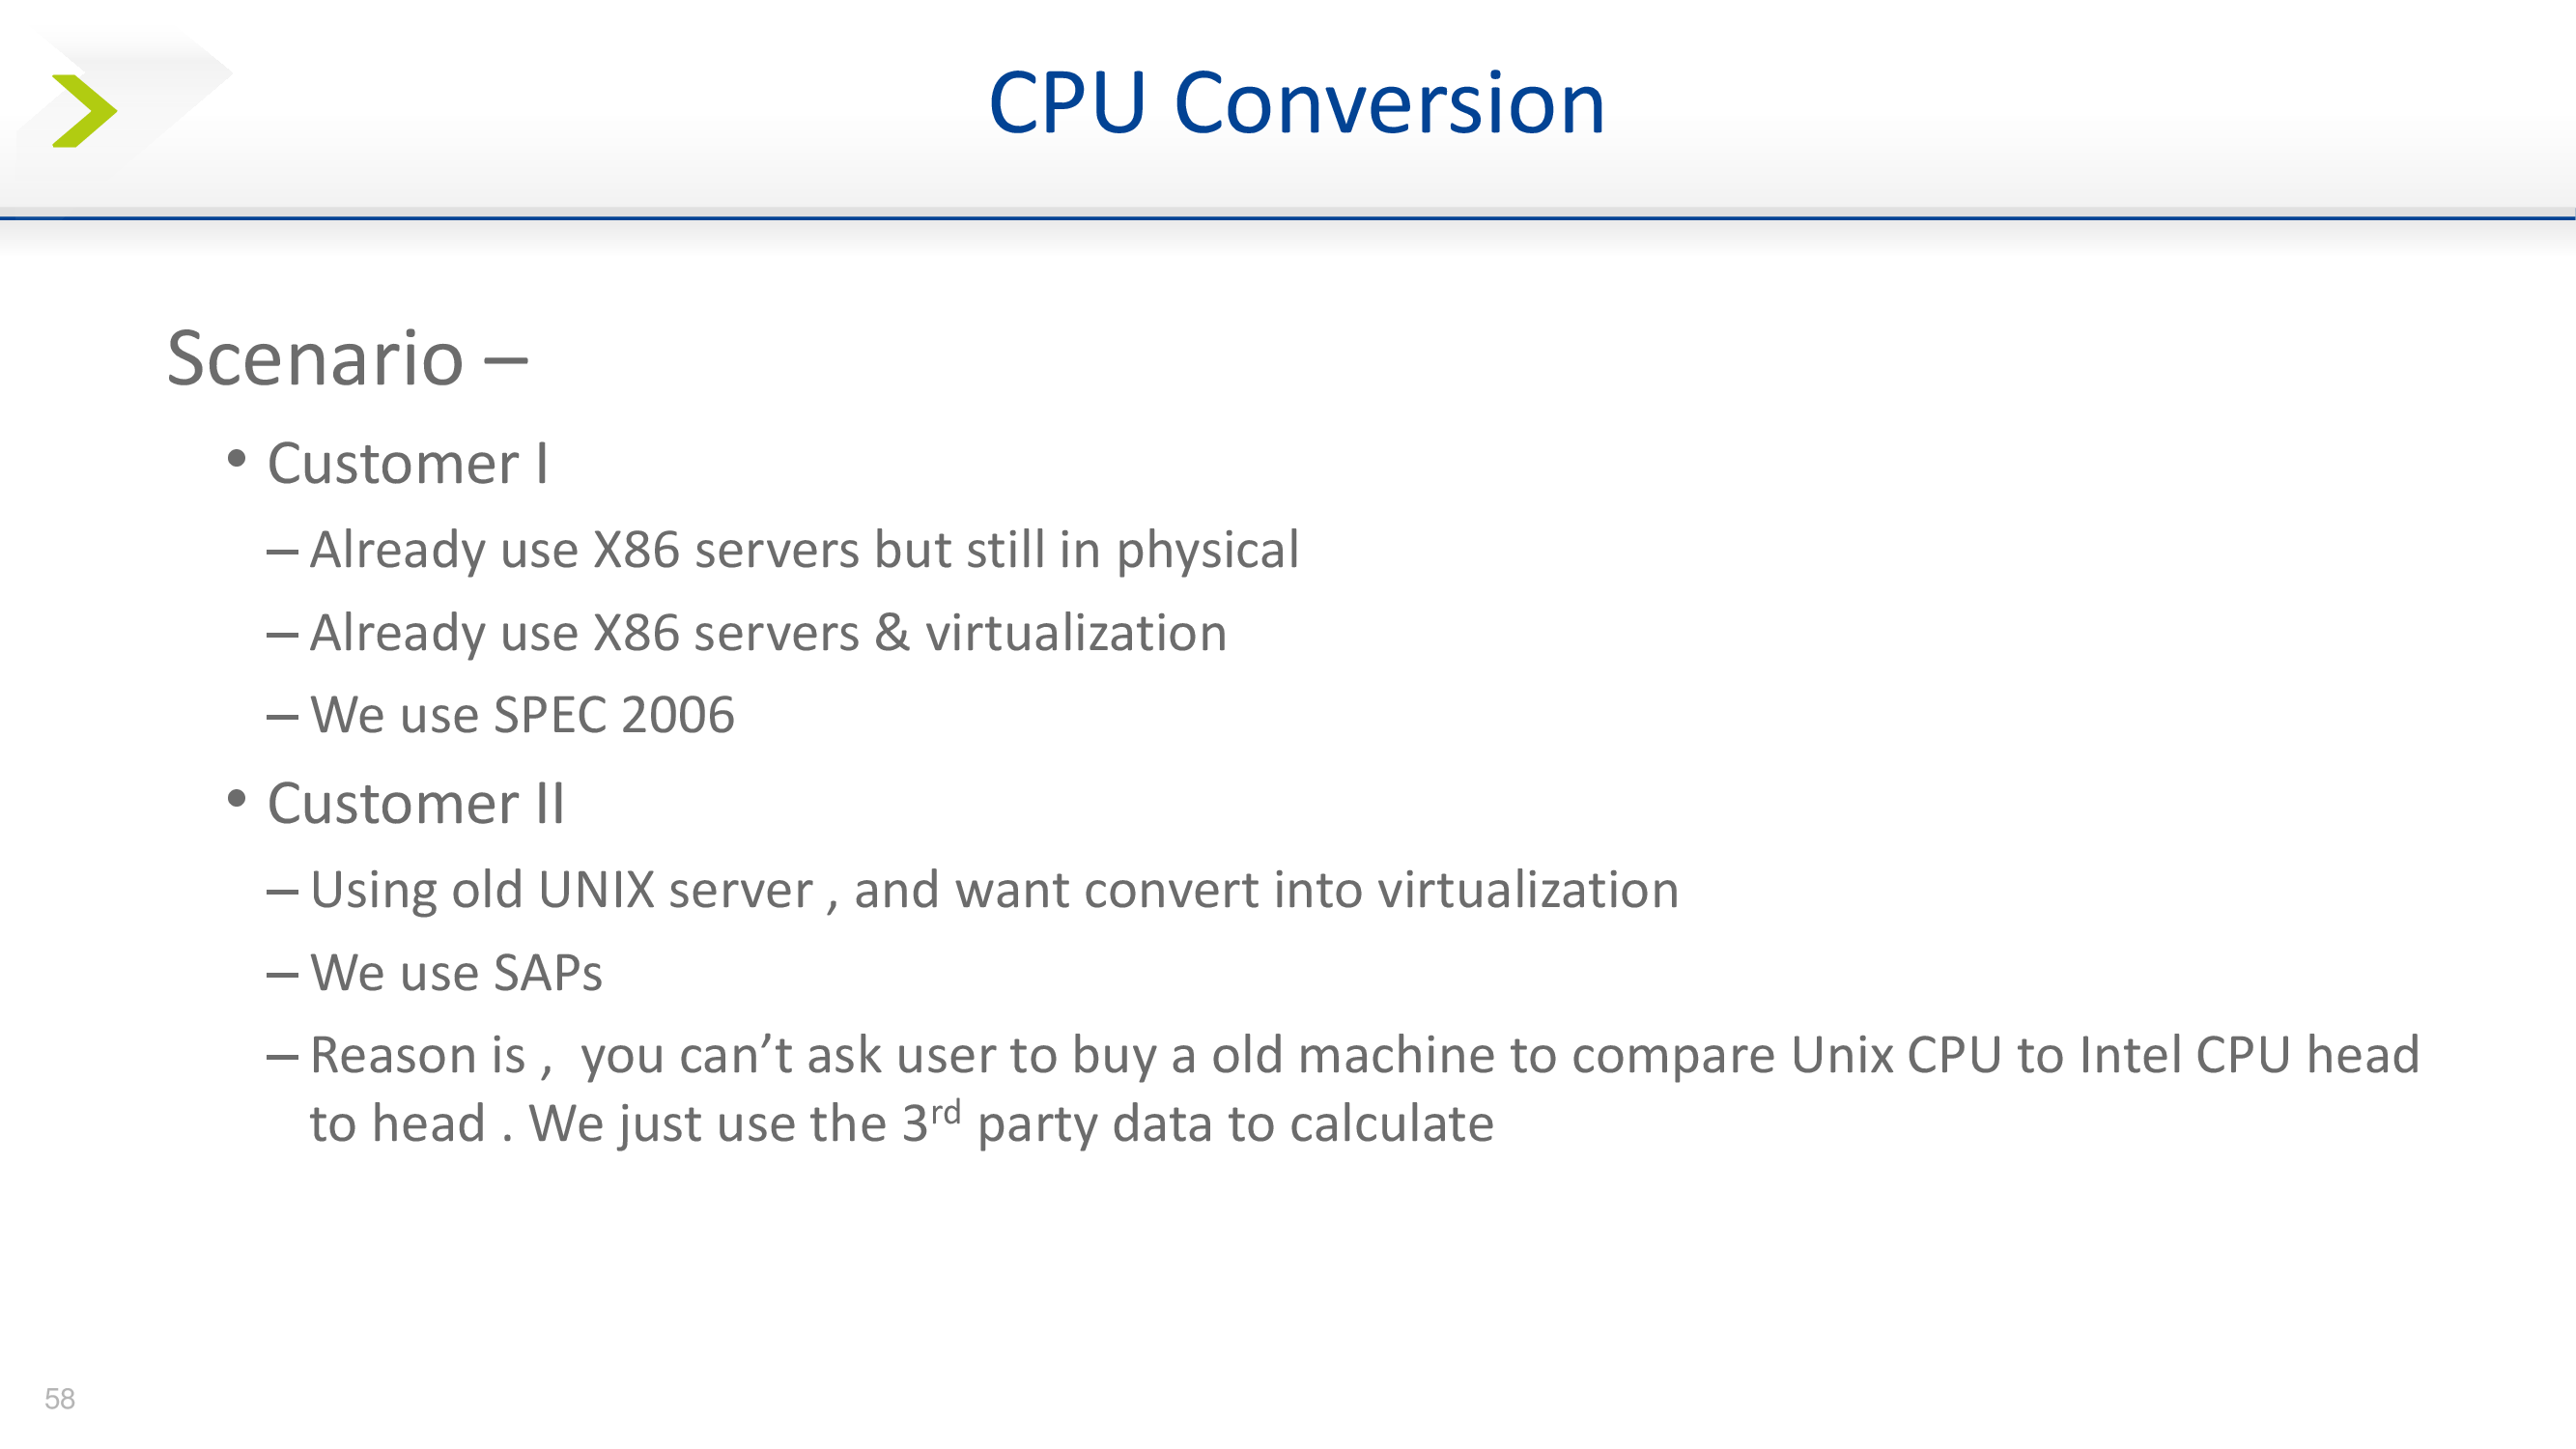 CPU Conversion
Scenario –
• Customer I
– Already use X86 servers but still in physical
– Already use X86 servers & virtualization
– We use SPEC 2006
• Customer II
– Using old UNIX server , and want convert into virtualization
– We use SAPs
– Reason is ,  you can’t ask user to buy a old machine to compare Unix CPU to Intel CPU head
to head . We just use the 3rd party data to calculate
58